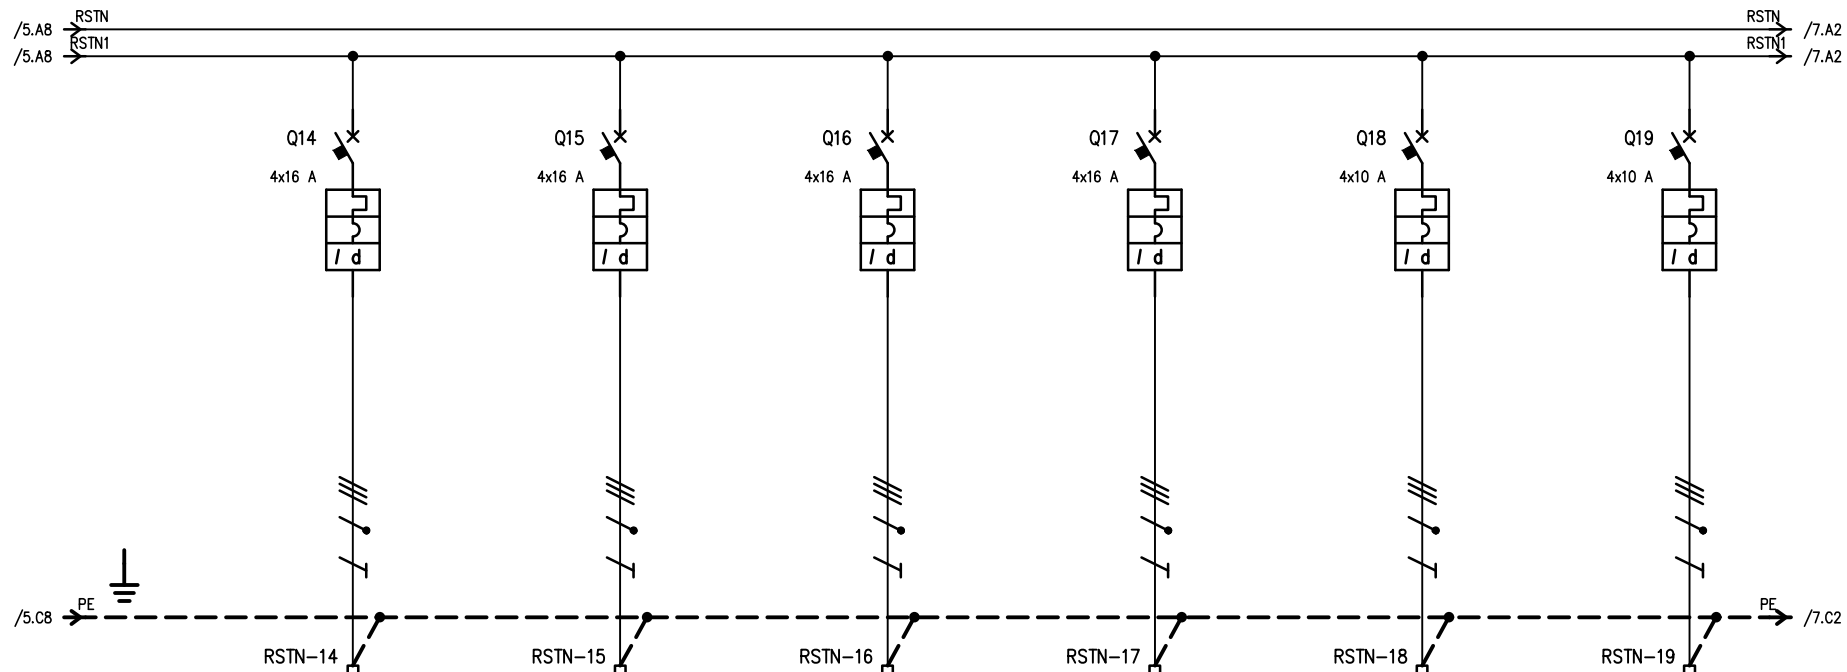 RSTN RSTN
/5.A8 /7.A2
RSTN1 RSTN1
/5.A8 /7.A2
Q14 Q15 Q16 Q17 Q18 Q19
4x16 A 4x16 A 4x16 A 4x16 A 4x10 A 4x10 A
I d I d I d I d I d I d
PE PE
/5.C8 /7.C2
RSTN-14 RSTN-15 RSTN-16 RSTN-17 RSTN-18 RSTN-19